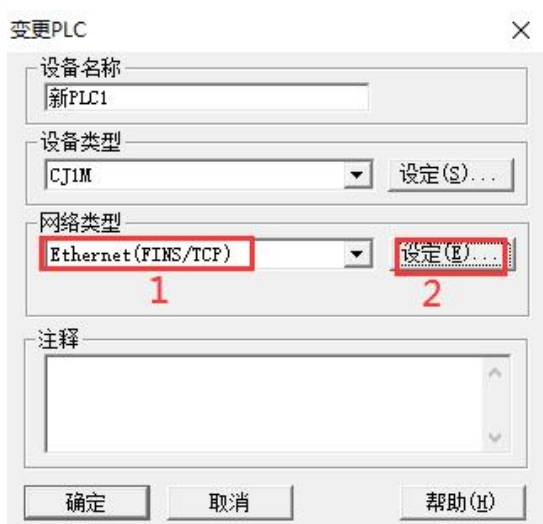 变更PLC
设备名称
新PLC1
设备类型
CJ1M
设定(S)...
网络类型
Ethernet(FINS/TCP)
设定(E)...
1
2
注释
确定
取消
帮助(H)